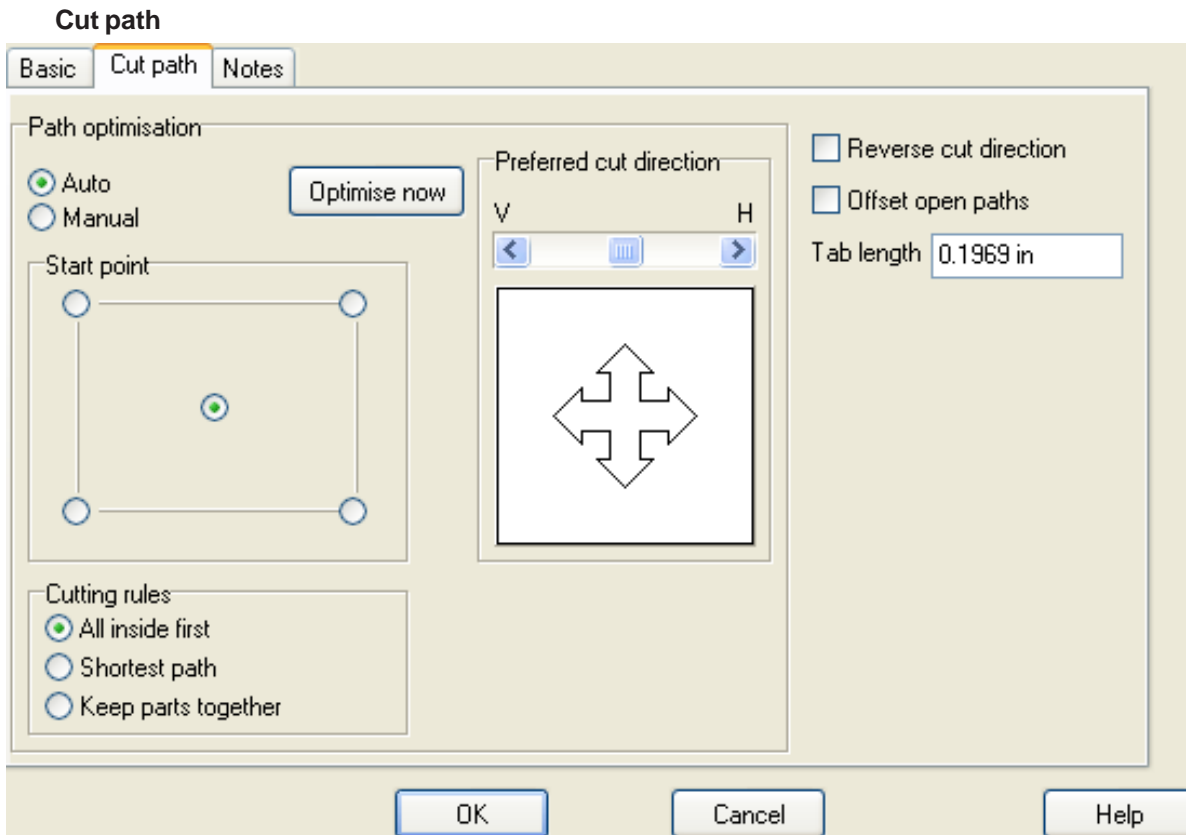 Cut path
Basic Cut path Notes
Path optimisation
Auto
Manual
Optimise now
Start point
Cutting rules
All inside first
Shortest path
Keep parts together
Preferred cut direction
V H
Reverse cut direction
Offset open paths
Tab length 0.1969 in
OK Cancel Help